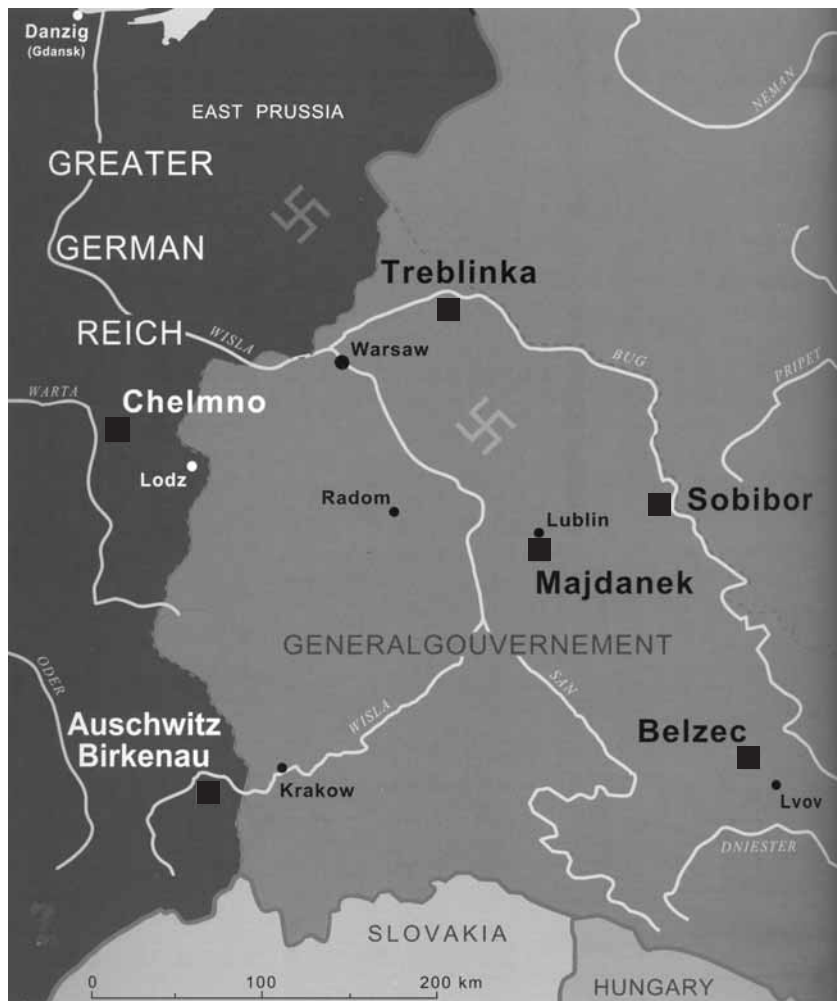 Danzig
(Gdansk)
NEMAN
EAST PRUSSIA
GREATER
GERMAN
Treblinka
REICH
WISLA
Warsaw
BUG
PRIPET
WARTA
Chelmno
Lodz
Radom
Sobibor
Lublin
Majdanek
GENERALGOUVERNEMENT
ODER
SAN
WISLA
Auschwitz
Birkenau
Belzec
Krakow
Lvov
DNIESTER
SLOVAKIA
0 100 200 km
HUNGARY